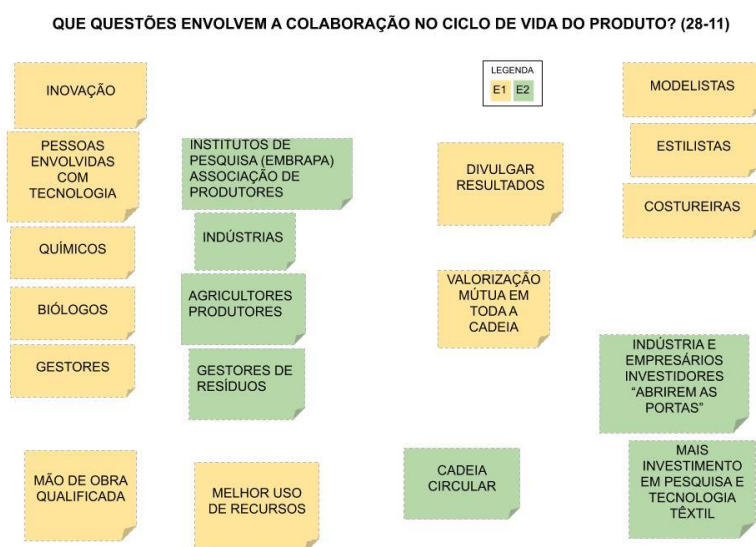 QUE QUESTÕES ENVOLVEM A COLABORAÇÃO NO CICLO DE VIDA DO PRODUTO? (28-11)
LEGENDA
E1 E2
INOVAÇÃO
PESSOAS
ENVOLVIDAS
COM
TECNOLOGIA
QUÍMICOS
BIÓLOGOS
GESTORES
MÃO DE OBRA
QUALIFICADA
INSTITUTOS DE
PESQUISA (EMBRAPA)
ASSOCIAÇÃO DE
PRODUTORES
INDÚSTRIAS
AGRICULTORES
PRODUTORES
GESTORES DE
RESÍDUOS
MELHOR USO
DE RECURSOS
DIVULGAR
RESULTADOS
VALORIZAÇÃO
MÚTUA EM
TODA A
CADEIA
CADEIA
CIRCULAR
MODELISTAS
ESTILISTAS
COSTUREIRAS
INDÚSTRIA E
EMPRESÁRIOS
INVESTIDORES
“ABRIREM AS
PORTAS”
MAIS
INVESTIMENTO
EM PESQUISA E
TECNOLOGIA
TÊXTIL